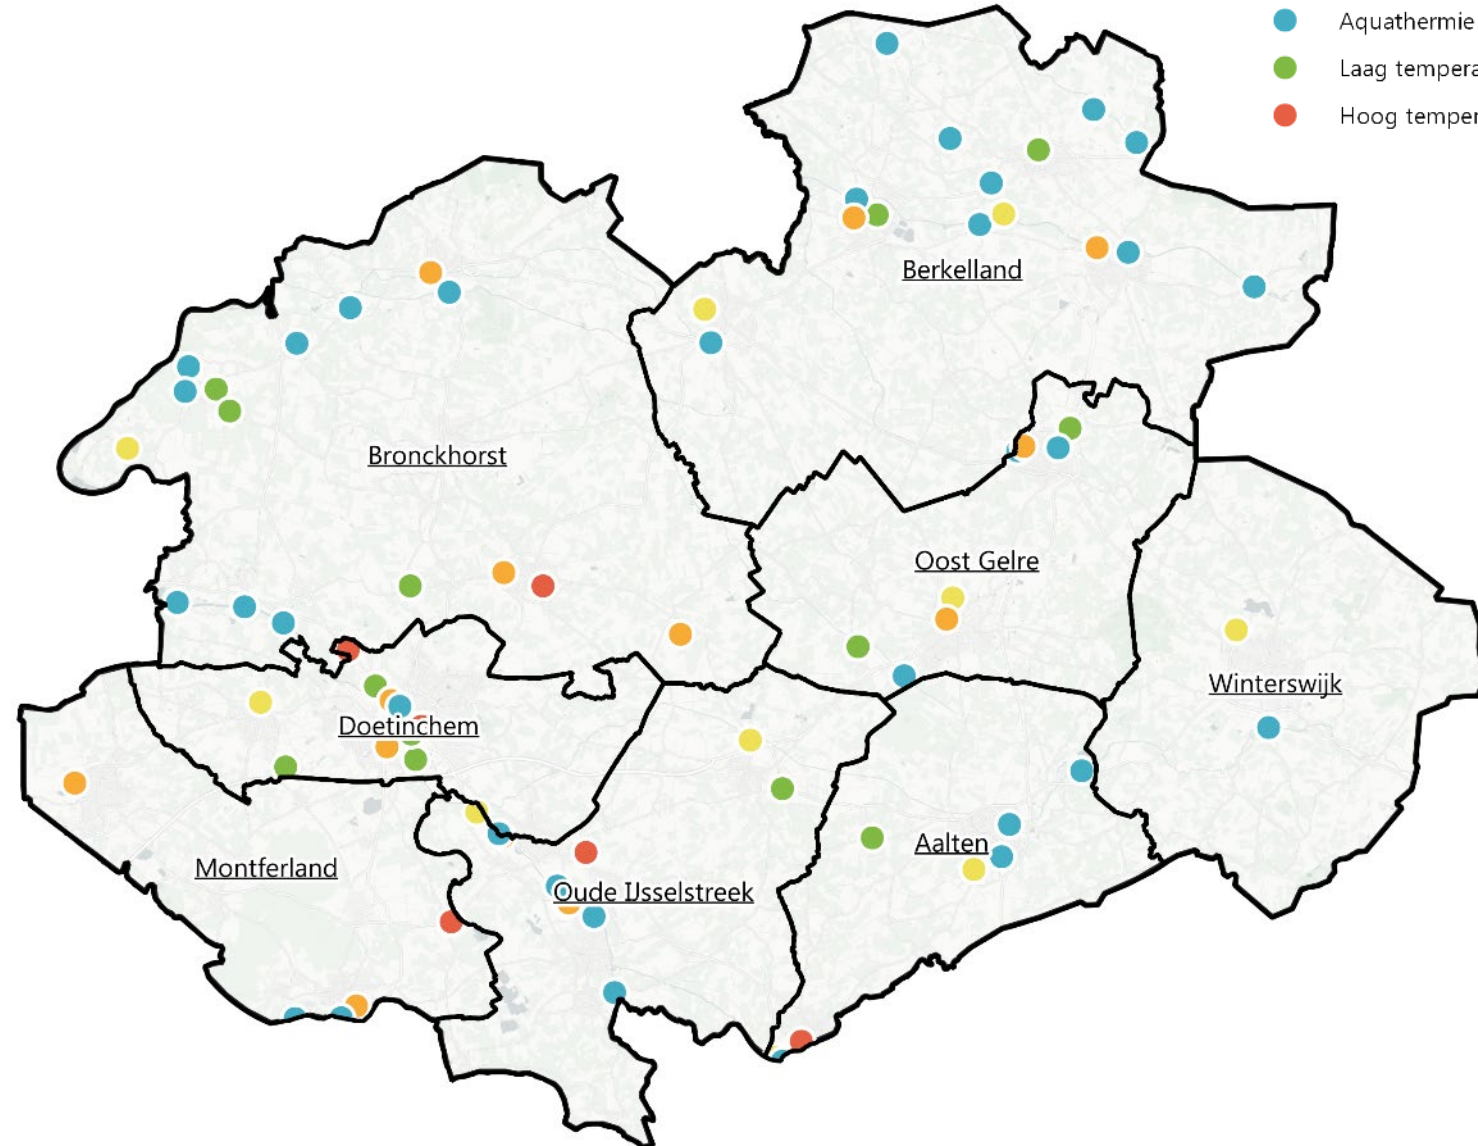 Aquathermie
Laag tempera
Hoog temper
Berkelland
Bronckhorst
Oost Gelre
Winterswijk
Doetinchem
Aalten
Montferland
Oude IJsselstreek